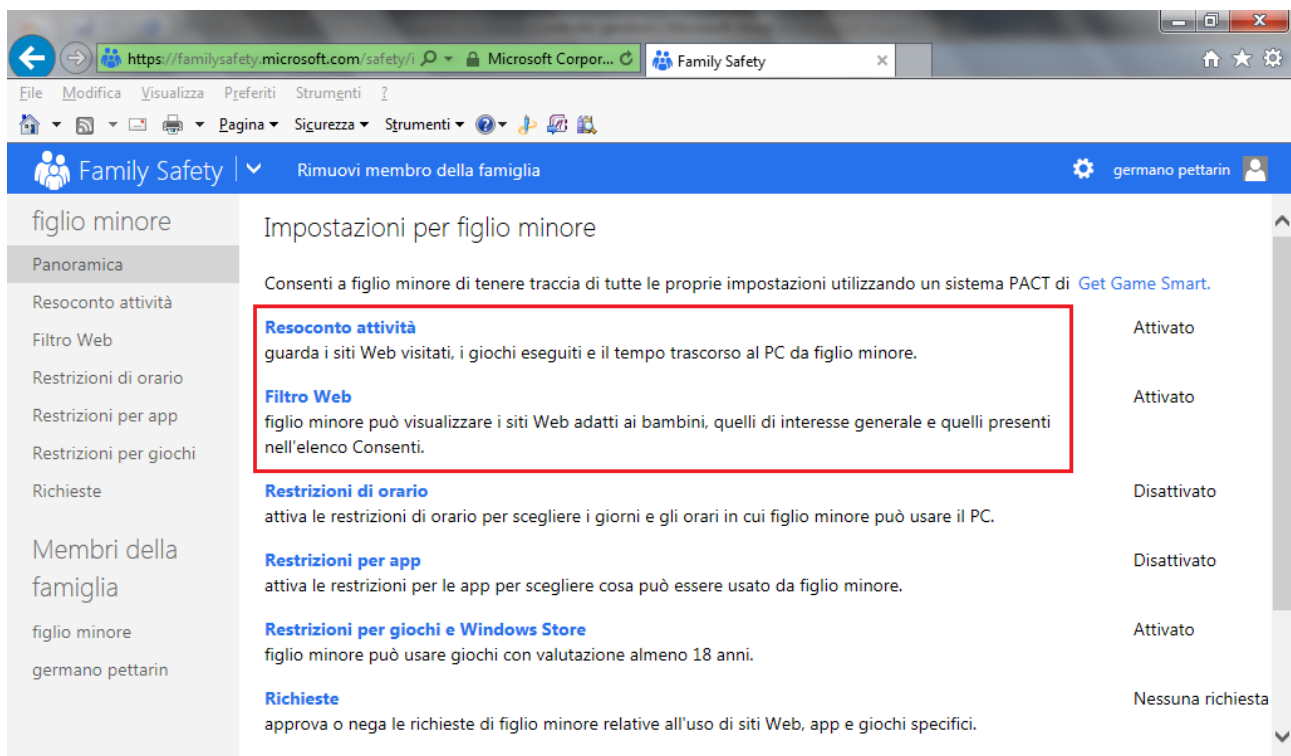 https://familysafety.microsoft.com/safety/i
Microsoft Corpor...
Family Safety
File Modifica Visualizza Preferiti Strumenti ?
Pagina Sicurezza Strumenti
Family Safety
Rimuovi membro della famiglia
germano pettarin
figlio minore
Panoramica
Resoconto attività
Filtro Web
Restrizioni di orario
Restrizioni per app
Restrizioni per giochi
Richieste
Membri della
famiglia
figlio minore
germano pettarin
Impostazioni per figlio minore
Consenti a figlio minore di tenere traccia di tutte le proprie impostazioni utilizzando un sistema PACT di Get Game Smart.
Resoconto attività Attivato
guarda i siti Web visitati, i giochi eseguiti e il tempo trascorso al PC da figlio minore.
Filtro Web Attivato
figlio minore può visualizzare i siti Web adatti ai bambini, quelli di interesse generale e quelli presenti
nell'elenco Consenti.
Restrizioni di orario Disattivato
attiva le restrizioni di orario per scegliere i giorni e gli orari in cui figlio minore può usare il PC.
Restrizioni per app Disattivato
attiva le restrizioni per le app per scegliere cosa può essere usato da figlio minore.
Restrizioni per giochi e Windows Store Attivato
figlio minore può usare giochi con valutazione almeno 18 anni.
Richieste Nessuna richiesta
approva o nega le richieste di figlio minore relative all'uso di siti Web, app e giochi specifici.